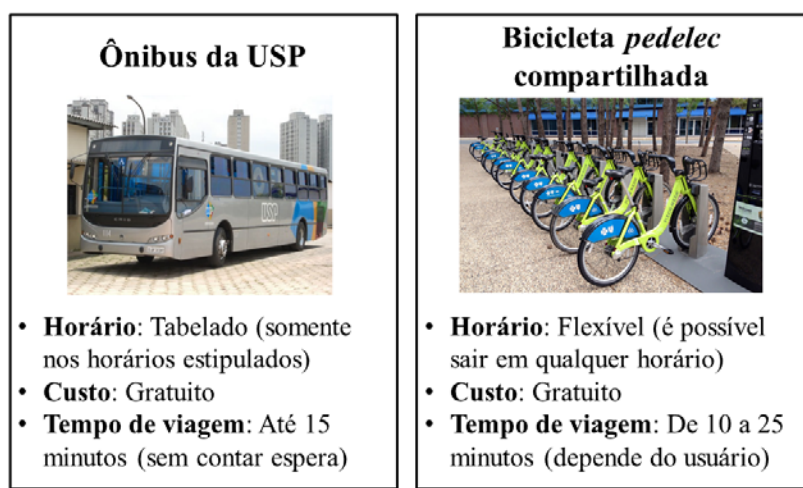 Ônibus da USP
USP
• Horário: Tabelado (somente
nos horários estipulados)
• Custo: Gratuito
• Tempo de viagem: Até 15
minutos (sem contar espera)
Bicicleta pedelec
compartilhada
• Horário: Flexível (é possível
sair em qualquer horário)
• Custo: Gratuito
• Tempo de viagem: De 10 a 25
minutos (depende do usuário)